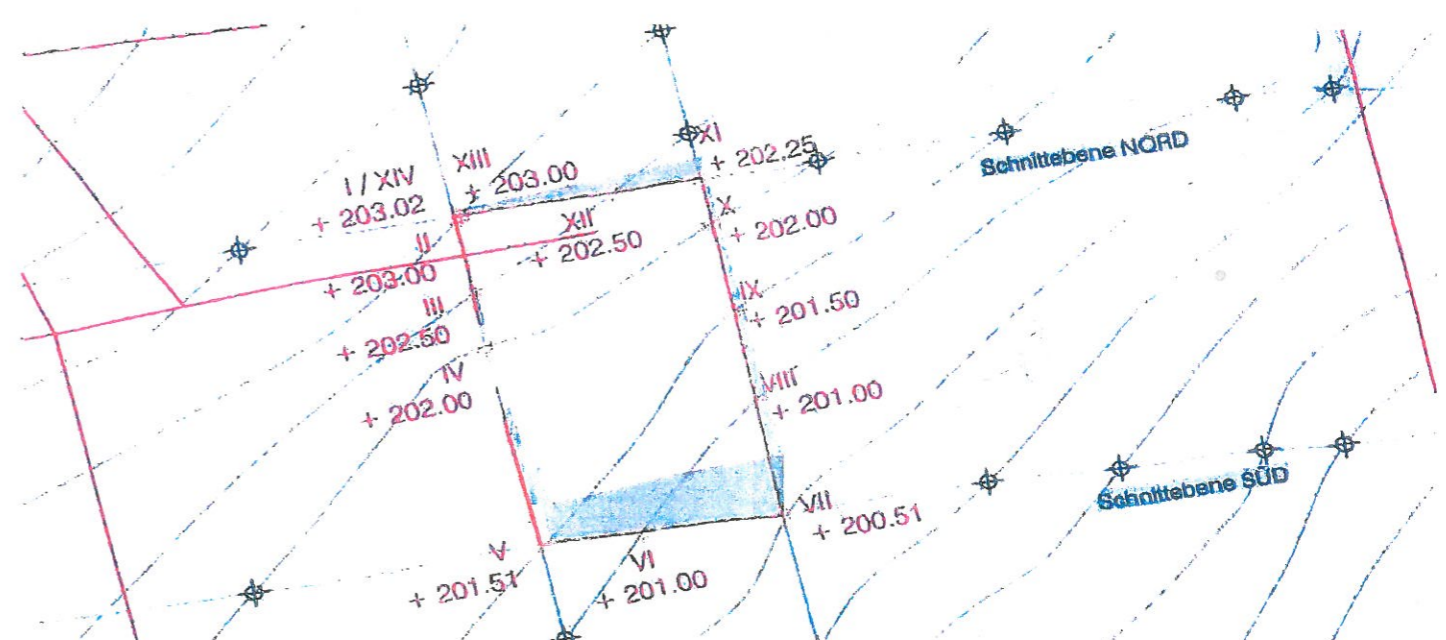 XI
+ 202.25
Schnittebene NORD
XIII
+ 203.00
I / XIV
+ 203.02
X
+ 202.00
XII
+ 202.50
II
+ 203.00
IX
+ 201.50
III
+ 202.50
IV
+ 202.00
VIII
+ 201.00
Schnittebene SÜD
VII
+ 200.51
V
+ 201.51
VI
+ 201.00